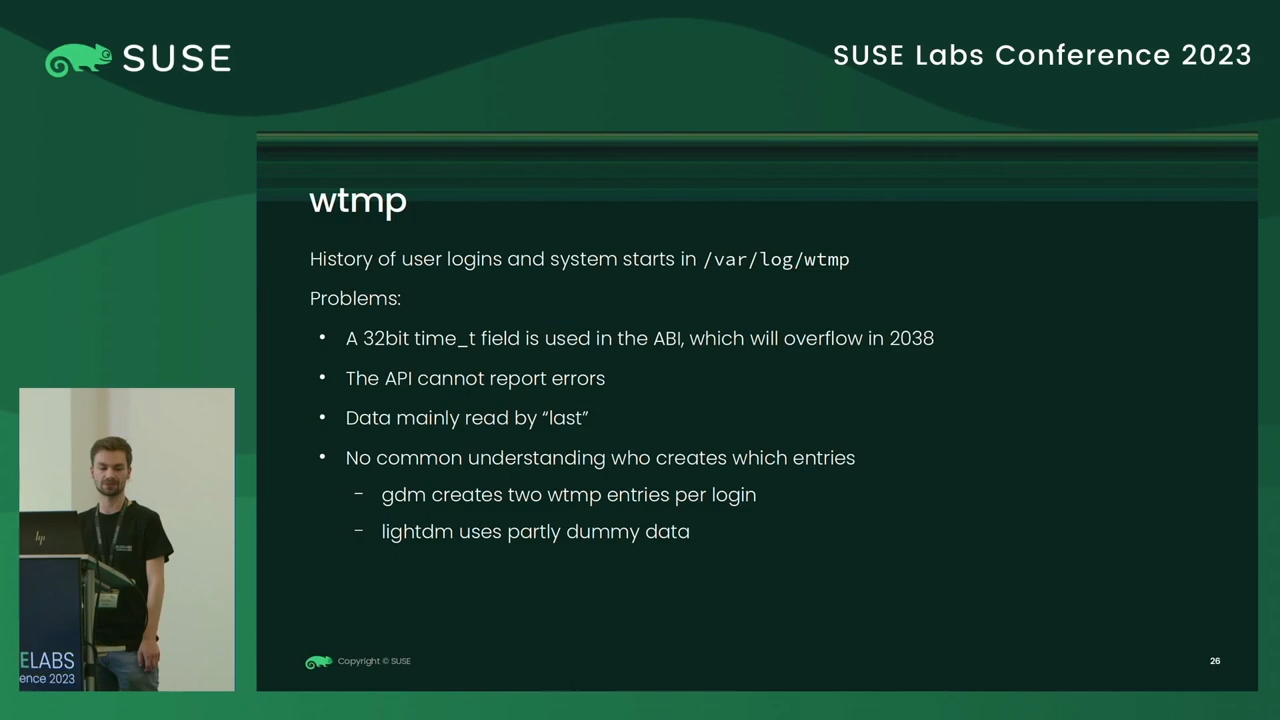 SUSE
SUSE Labs Conference 2023
wtmp
History of user logins and system starts in /var/log/wtmp
Problems:
• A 32bit time_t field is used in the ABI, which will overflow in 2038
• The API cannot report errors
• Data mainly read by “last”
• No common understanding who creates which entries
– gdm creates two wtmp entries per login
– lightdm uses partly dummy data
hp
ELABS
ence 2023
Copyright © SUSE
26